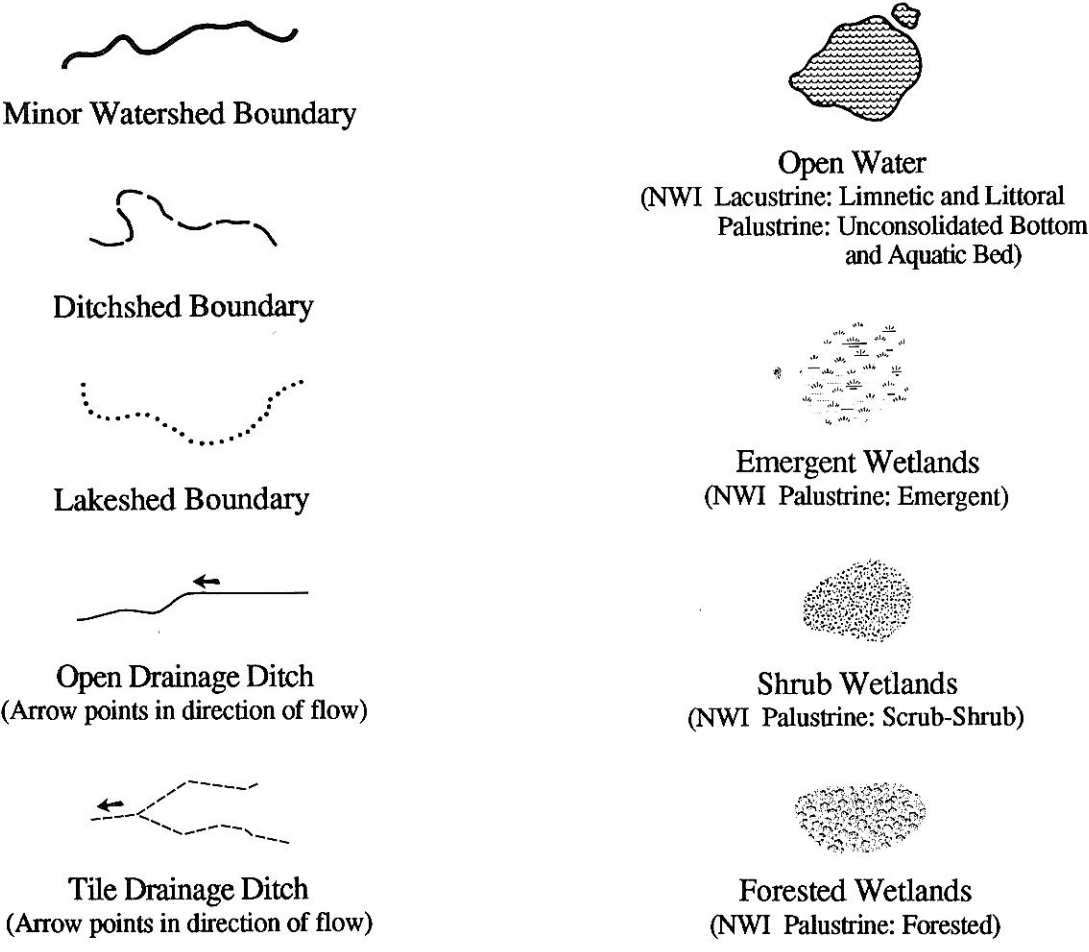 Minor Watershed Boundary
Ditchshed Boundary
Lakeshed Boundary
Open Drainage Ditch
(Arrow points in direction of flow)
Tile Drainage Ditch
(Arrow points in direction of flow)
Open Water
(NWI Lacustrine: Limnetic and Littoral
Palustrine: Unconsolidated Bottom
and Aquatic Bed)
Emergent Wetlands
(NWI Palustrine: Emergent)
Shrub Wetlands
(NWI Palustrine: Scrub-Shrub)
Forested Wetlands
(NWI Palustrine: Forested)